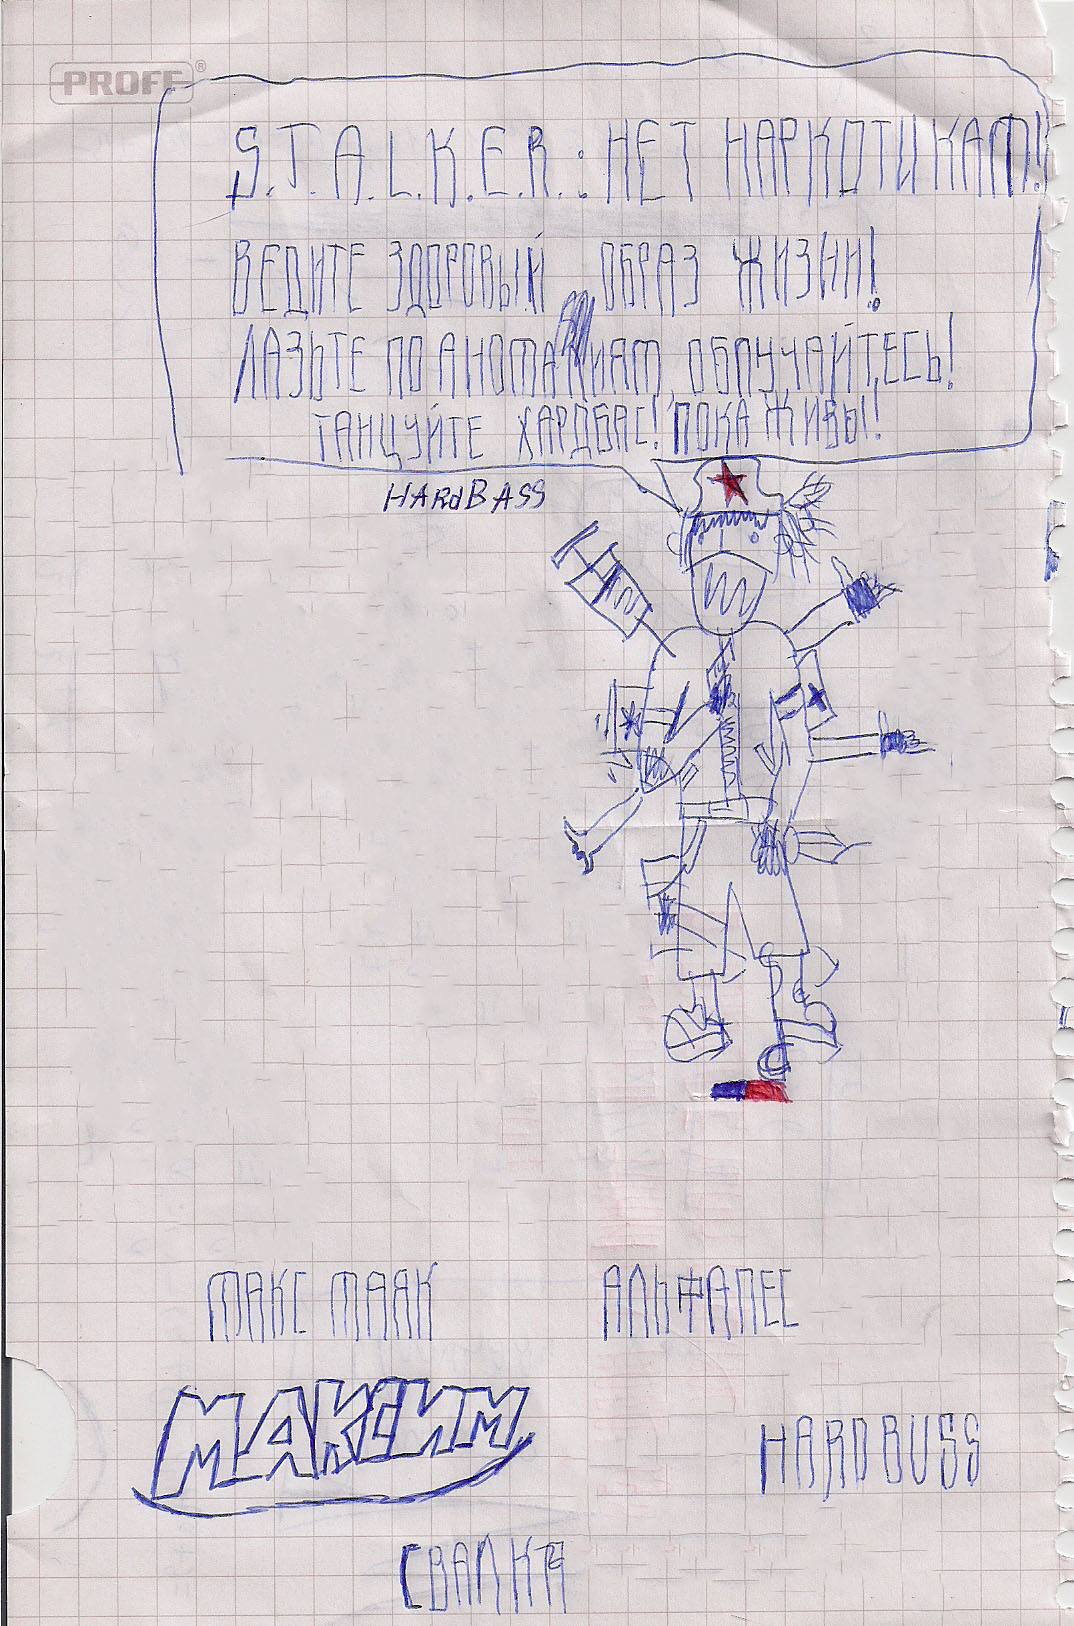 PROFF®
S.T.A.L.K.E.R.: НЕТ НАРКОТИКАМ!
ВЕДИТЕ ЗДОРОВЫЙ ОБРАЗ ЖИЗНИ!
ЛАЗЬТЕ ПО АНОМАЛИЯМ, ОБЛУЧАЙТЕСЬ!
ТАНЦУЙТЕ ХАРДБАС! ПОКА ЖИВЫ!
HARdBASS
МАКС МАЯК
АЛЬФАПЕС
МАКСИМ
HARDBUSS
СВАЛКА